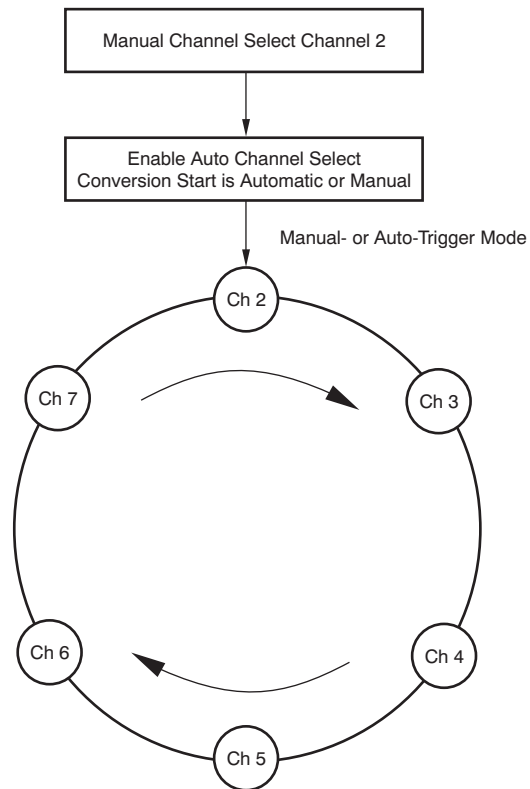 Manual Channel Select Channel 2
Enable Auto Channel Select
Conversion Start is Automatic or Manual
Manual- or Auto-Trigger Mode
Ch 2
Ch 3
Ch 4
Ch 5
Ch 6
Ch 7